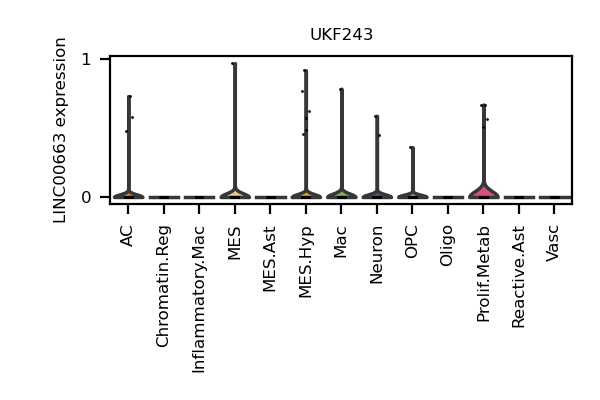 UKF243
LINC00663 expression
1
0
AC
Chromatin.Reg
Inflammatory.Mac
MES
MES.Ast
MES.Hyp
Mac
Neuron
OPC
Oligo
Prolif.Metab
Reactive.Ast
Vasc